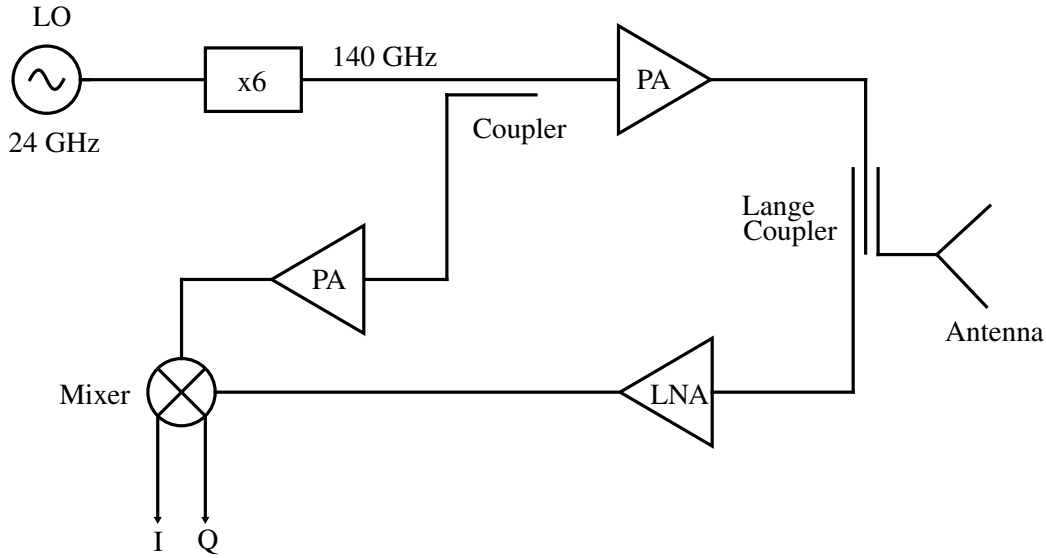 LO
x6
140 GHz
PA
24 GHz
Coupler
Lange
Coupler
PA
Antenna
Mixer
LNA
I
Q